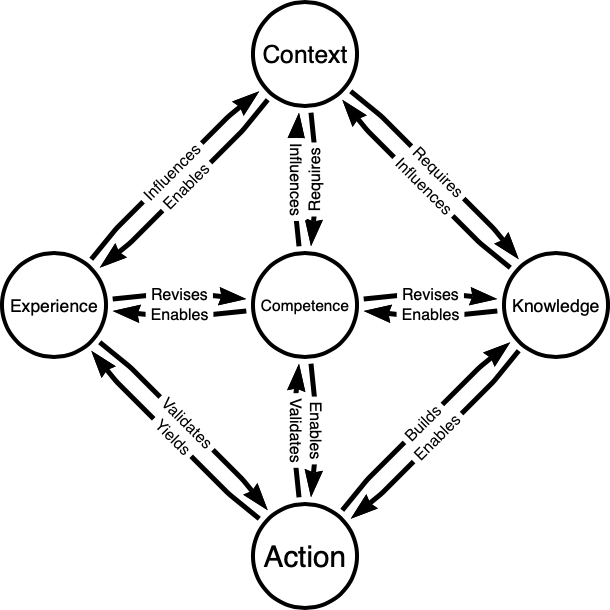 Context
Influences
Enables
Influences
Requires
Requires
Influences
Experience
Revises
Enables
Competence
Revises
Enables
Knowledge
Validates
Yields
Validates
Enables
Builds
Enables
Action